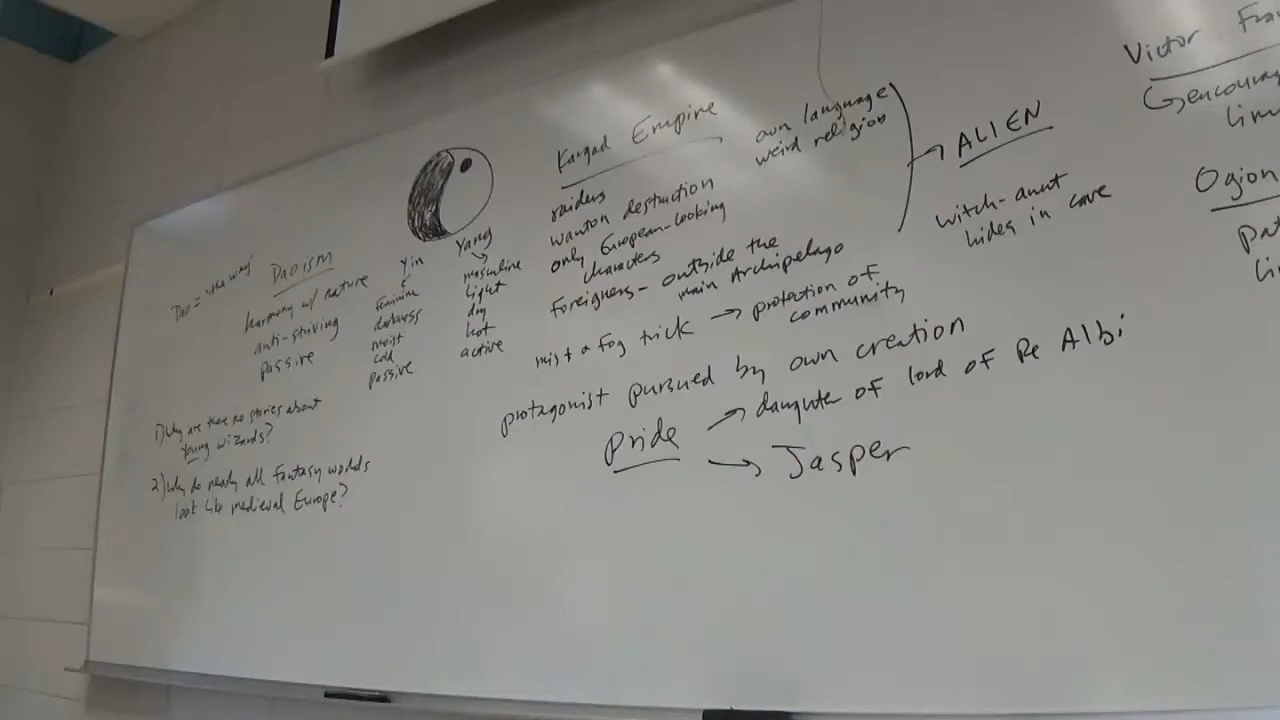 Dao = 'the way'
Daoism
harmony w/ nature
anti-striving
passive
Yin
feminine
darkness
moist
cold
passive
Yang
masculine
light
dry
hot
active
1) Why are there no stories about
young wizards?
2) Why do nearly all fantasy worlds
look like medieval Europe?
Kargad Empire
raiders
wanton destruction
only European-looking
characters
foreigners - outside the
main Archipelago
own language
weird religion
→ ALIEN
mist & fog trick → protection of
community
witch-aunt
hides in cave
protagonist pursued by own creation
Pride → daughter of lord of Re Albi
→ Jasper
Victor
Ogion